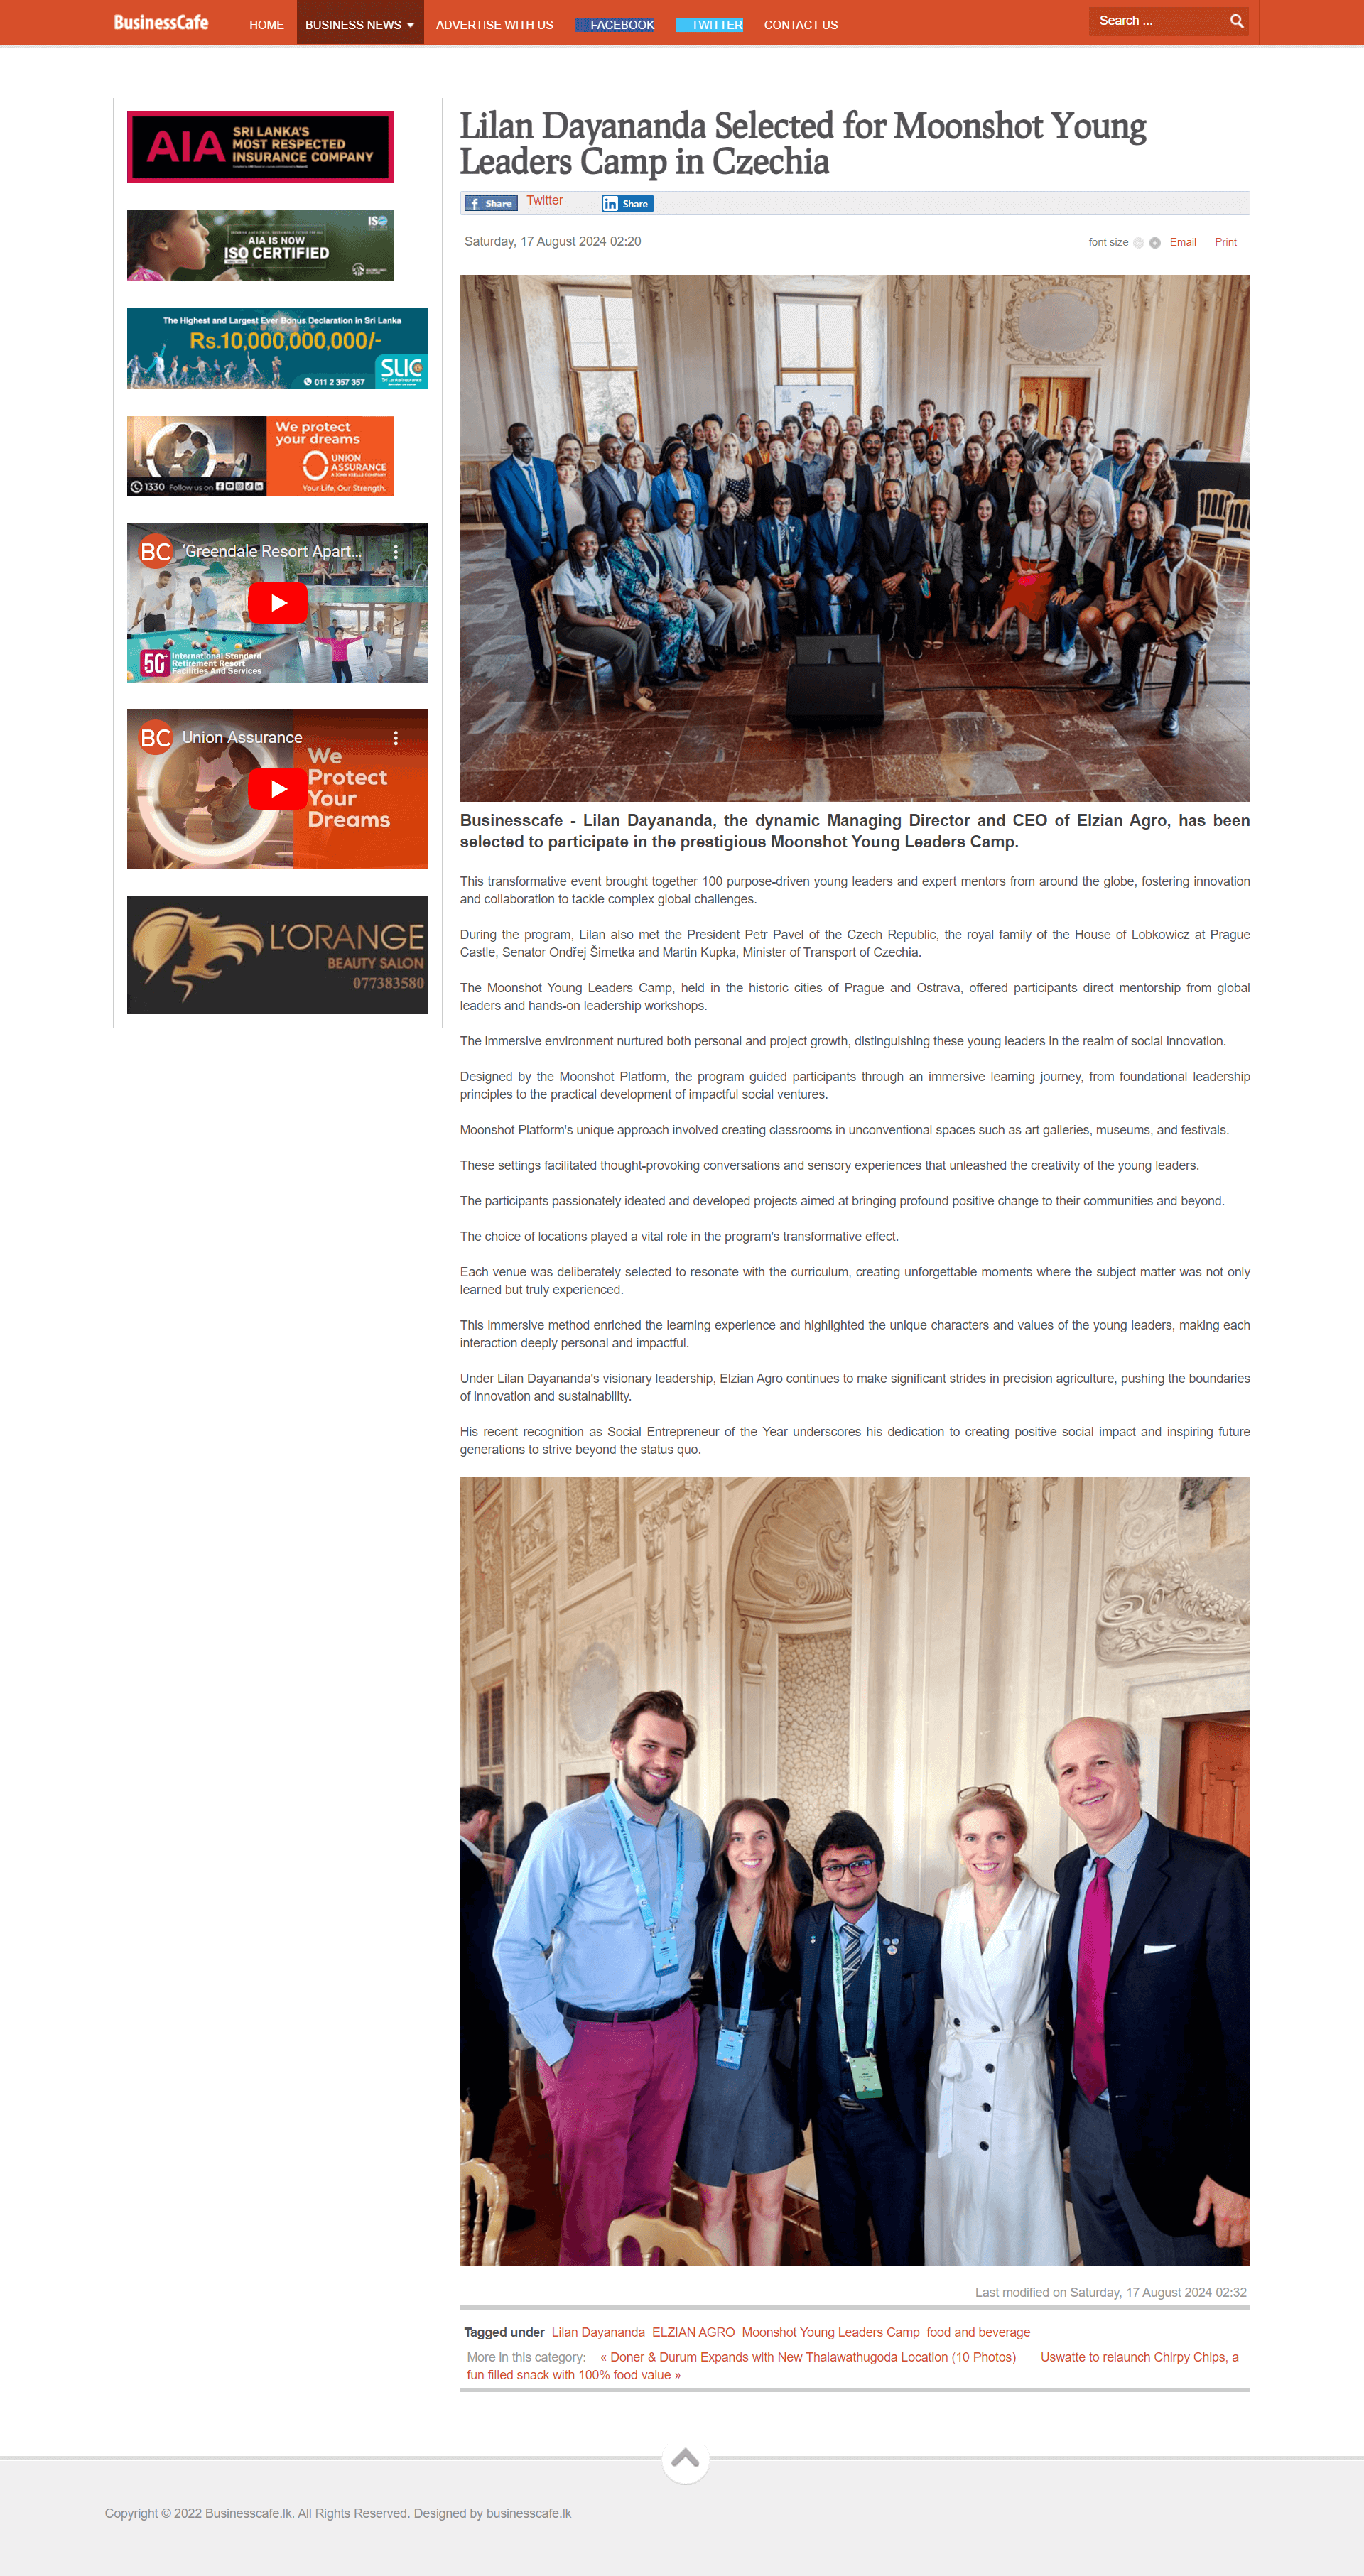 BusinessCafe
HOME
BUSINESS NEWS
ADVERTISE WITH US
FACEBOOK
TWITTER
CONTACT US
Search ...
AIA SRI LANKA'S
MOST RESPECTED
INSURANCE COMPANY
ISO
AIA IS NOW
ISO CERTIFIED
The Highest and Largest Ever Bonus Declaration in Sri Lanka
Rs.10,000,000,000/-
SLIC
011 2 357 357
We protect
your dreams
UNION
ASSURANCE
1330 Follow us on
Your Life, Our Strength.
BC 'Greendale Resort Apart...
50+ International Standard
Retirement Resort
Facilities And Services
BC Union Assurance
We
Protect
Your
Dreams
L'ORANGE
BEAUTY SALON
077383580
Lilan Dayananda Selected for Moonshot Young
Leaders Camp in Czechia
f Share
Twitter
in Share
Saturday, 17 August 2024 02:20
font size
Email
Print
Businesscafe - Lilan Dayananda, the dynamic Managing Director and CEO of Elzian Agro, has been
selected to participate in the prestigious Moonshot Young Leaders Camp.
This transformative event brought together 100 purpose-driven young leaders and expert mentors from around the globe, fostering innovation
and collaboration to tackle complex global challenges.
During the program, Lilan also met the President Petr Pavel of the Czech Republic, the royal family of the House of Lobkowicz at Prague
Castle, Senator Ondřej Šimetka and Martin Kupka, Minister of Transport of Czechia.
The Moonshot Young Leaders Camp, held in the historic cities of Prague and Ostrava, offered participants direct mentorship from global
leaders and hands-on leadership workshops.
The immersive environment nurtured both personal and project growth, distinguishing these young leaders in the realm of social innovation.
Designed by the Moonshot Platform, the program guided participants through an immersive learning journey, from foundational leadership
principles to the practical development of impactful social ventures.
Moonshot Platform's unique approach involved creating classrooms in unconventional spaces such as art galleries, museums, and festivals.
These settings facilitated thought-provoking conversations and sensory experiences that unleashed the creativity of the young leaders.
The participants passionately ideated and developed projects aimed at bringing profound positive change to their communities and beyond.
The choice of locations played a vital role in the program's transformative effect.
Each venue was deliberately selected to resonate with the curriculum, creating unforgettable moments where the subject matter was not only
learned but truly experienced.
This immersive method enriched the learning experience and highlighted the unique characters and values of the young leaders, making each
interaction deeply personal and impactful.
Under Lilan Dayananda's visionary leadership, Elzian Agro continues to make significant strides in precision agriculture, pushing the boundaries
of innovation and sustainability.
His recent recognition as Social Entrepreneur of the Year underscores his dedication to creating positive social impact and inspiring future
generations to strive beyond the status quo.
Last modified on Saturday, 17 August 2024 02:32
Tagged under Lilan Dayananda ELZIAN AGRO Moonshot Young Leaders Camp food and beverage
More in this category: « Doner & Durum Expands with New Thalawathugoda Location (10 Photos) Uswatte to relaunch Chirpy Chips, a
fun filled snack with 100% food value »
Copyright © 2022 Businesscafe.lk. All Rights Reserved. Designed by businesscafe.lk